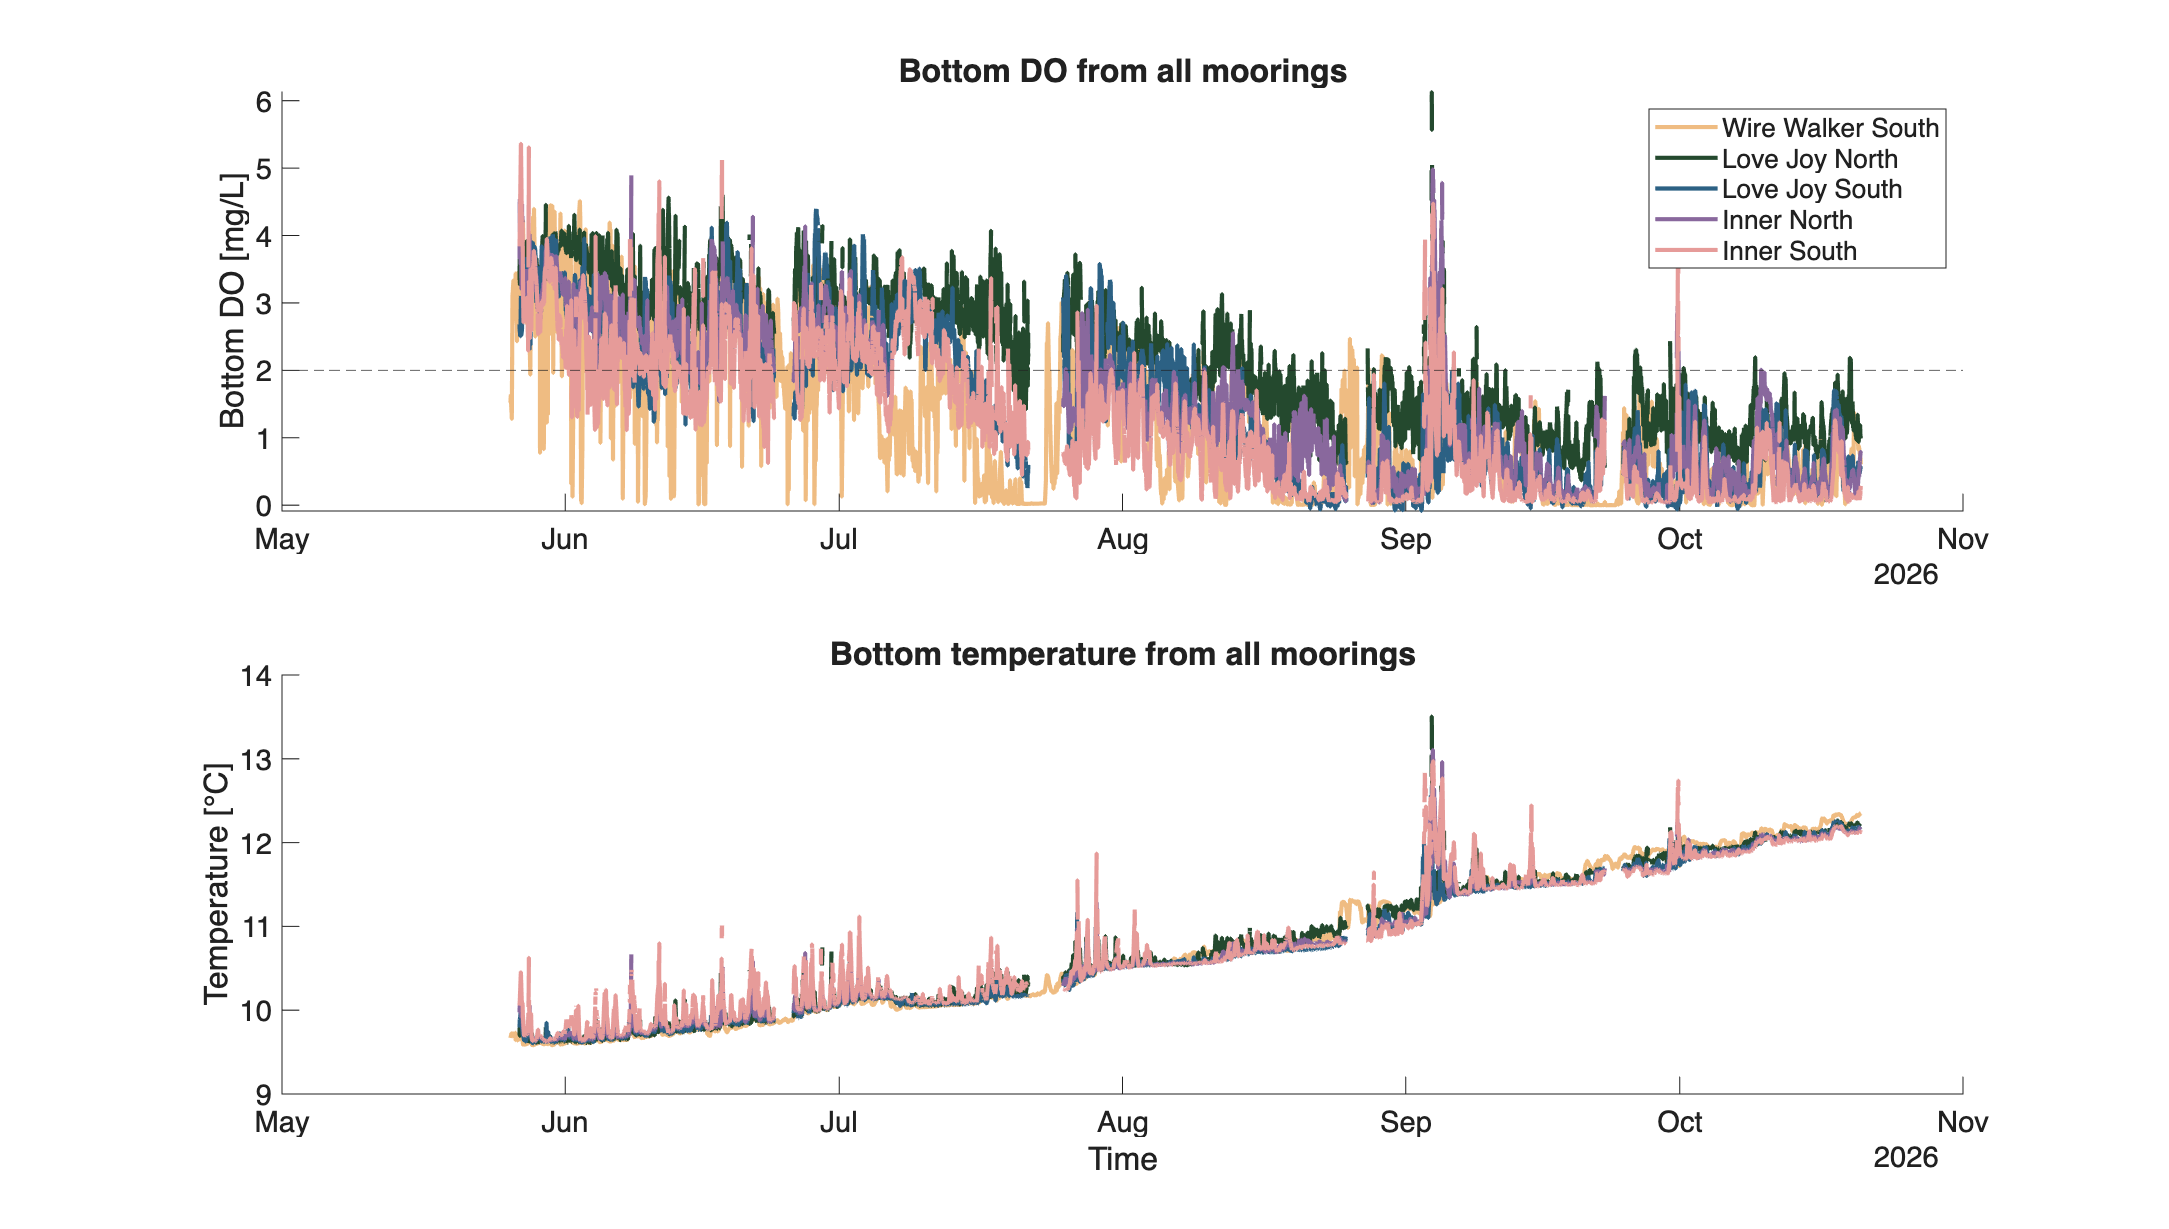 Bottom DO from all moorings
Bottom DO [mg/L]
6
5
4
3
2
1
0
Wire Walker South
Love Joy North
Love Joy South
Inner North
Inner South
May Jun Jul Aug Sep Oct Nov
2026
Bottom temperature from all moorings
Temperature [°C]
14
13
12
11
10
9
May Jun Jul Aug Sep Oct Nov
Time
2026